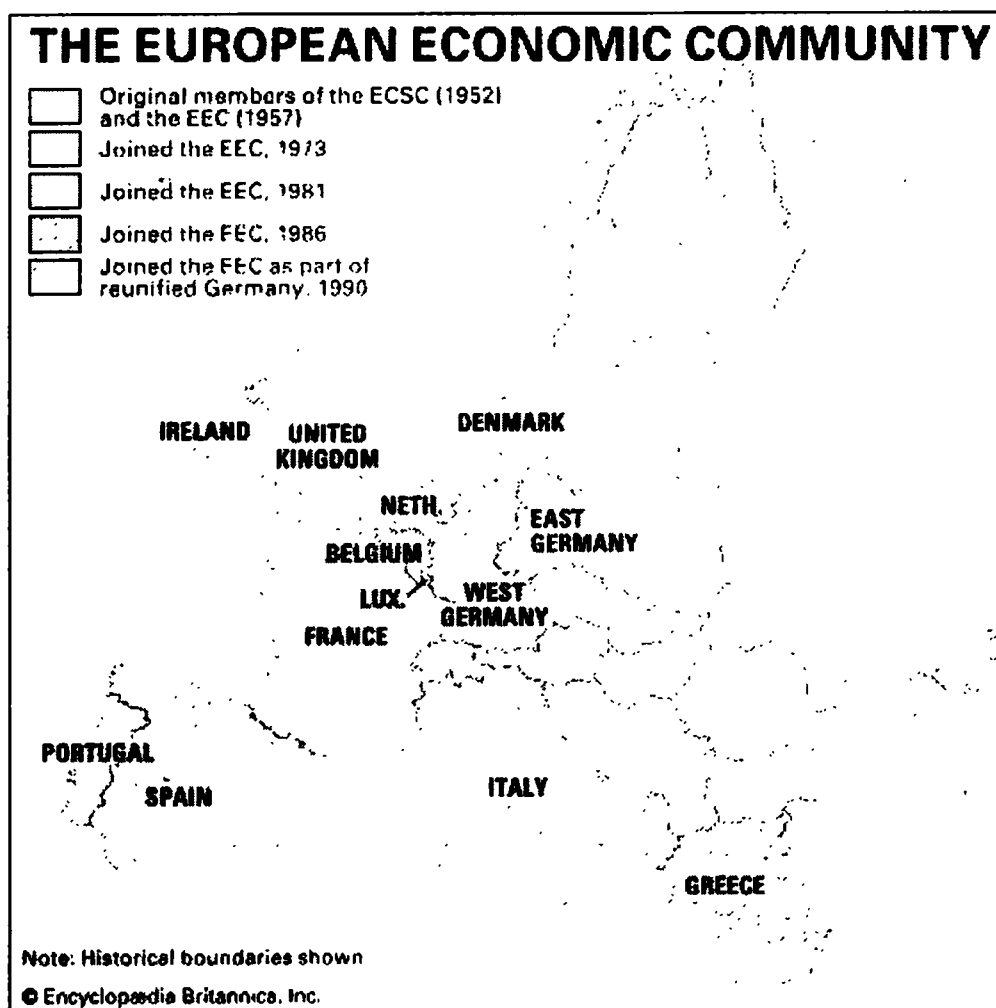 THE EUROPEAN ECONOMIC COMMUNITY
Original members of the ECSC (1952)
and the EEC (1957)
Joined the EEC, 1973
Joined the EEC, 1981
Joined the EEC, 1986
Joined the EEC as part of
reunified Germany, 1990
IRELAND
UNITED
KINGDOM
DENMARK
NETH.
EAST
GERMANY
BELGIUM
LUX.
WEST
GERMANY
FRANCE
PORTUGAL
SPAIN
ITALY
GREECE
Note: Historical boundaries shown
© Encyclopædia Britannica, Inc.